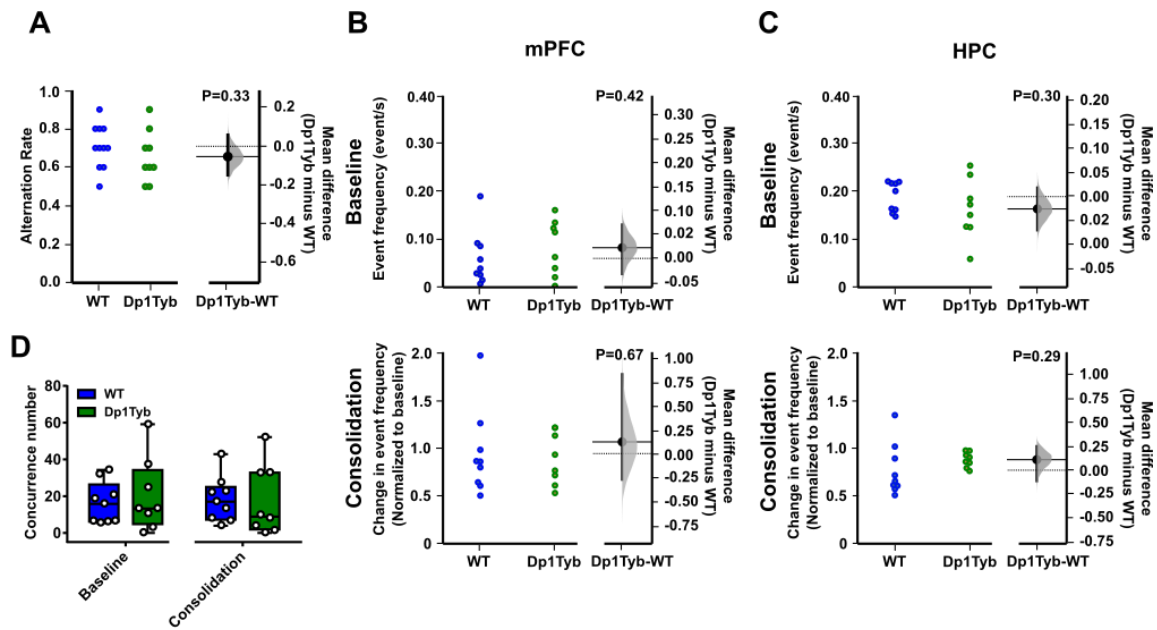 A
Alternation Rate
1.0
0.8
0.6
0.4
0.2
0.0
WT
Dp1Tyb
P=0.33
0.2
0.0
-0.2
-0.4
-0.6
Mean difference
(Dp1Tyb minus WT)
Dp1Tyb-WT
B
mPFC
Baseline
Event frequency (event/s)
0.40
0.30
0.20
0.10
0
WT
Dp1Tyb
P=0.42
0.30
0.25
0.20
0.15
0.10
0.02
0.00
-0.05
Mean difference
(Dp1Tyb minus WT)
Dp1Tyb-WT
Consolidation
Change in event frequency
(Normalized to baseline)
2.0
1.5
1.0
0.5
0
WT
Dp1Tyb
P=0.67
1.00
0.75
0.50
0.25
0.00
-0.25
-0.50
-0.75
Mean difference
(Dp1Tyb minus WT)
Dp1Tyb-WT
C
HPC
Baseline
Event frequency (event/s)
0.40
0.30
0.20
0.10
0
WT
Dp1Tyb
P=0.30
0.20
0.15
0.10
0.05
0.00
0.02
0.00
-0.05
Mean difference
(Dp1Tyb minus WT)
Dp1Tyb-WT
Consolidation
Change in event frequency
(Normalized to baseline)
2.0
1.5
1.0
0.5
0
WT
Dp1Tyb
P=0.29
1.00
0.75
0.50
0.25
0.00
-0.25
-0.50
-0.75
Mean difference
(Dp1Tyb minus WT)
Dp1Tyb-WT
D
Concurrence number
80
60
40
20
0
WT
Dp1Tyb
Baseline
Consolidation